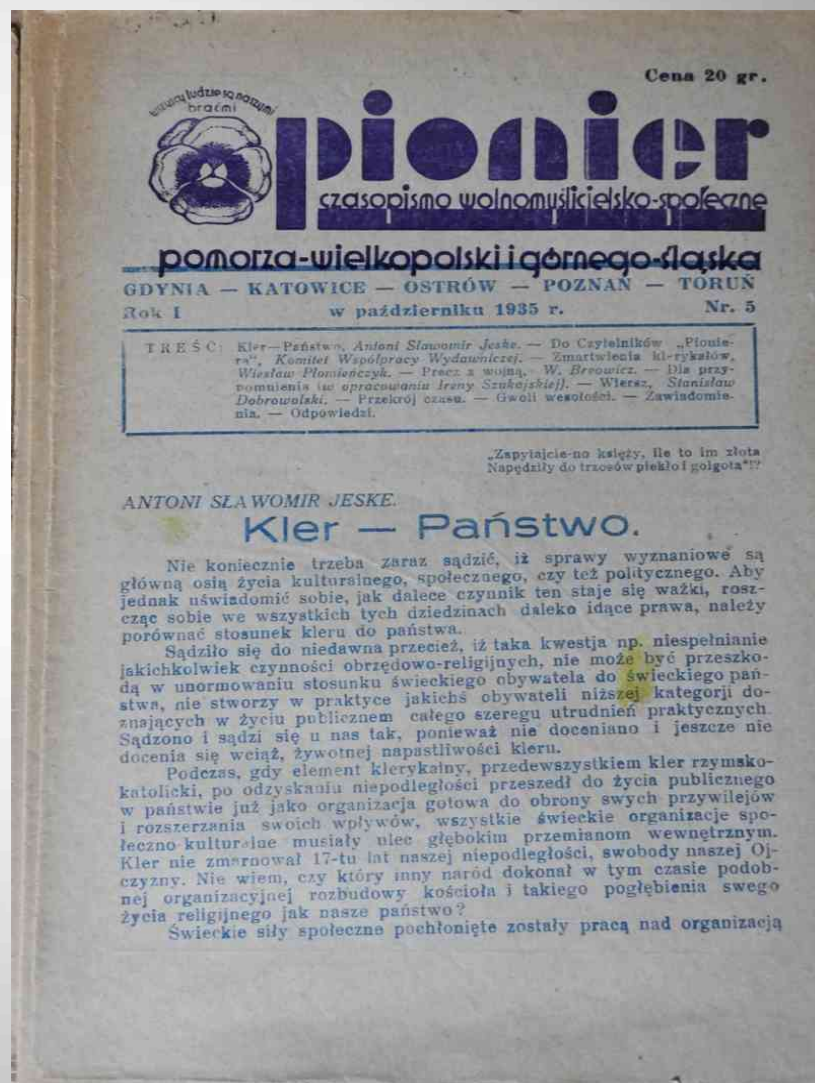 Cena 20 gr.
wszyscy ludzie są naszymi
braćmi
pionier
czasopismo wolnomyślicielsko-społeczne
pomorza-wielkopolski i górnego-śląska
GDYNIA — KATOWICE — OSTRÓW — POZNAŃ — TORUŃ
Rok I w październiku 1935 r. Nr. 5
TREŚĆ: Kler—Państwo, Antoni Sławomir Jeske. — Do Czytelników „Pionie-
ra", Komitet Współpracy Wydawniczej. — Zmartwienia klerykałów,
Wiesław Płomieńczyk. — Precz z wojną, W. Brzowicz. — Dla przy-
pomnienia (w opracowaniu Ireny Szukajskiej). — Wiersz, Stanisław
Dobrowolski. — Przekrój czasu. — Gwoli wesołości. — Zawiadomie-
nia. — Odpowiedzi.
„Zapytajcie-no księży, ile to im złota
Napędziły do trzosów piekło i golgota"!?
ANTONI SŁAWOMIR JESKE.
Kler — Państwo.
Nie koniecznie trzeba zaraz sądzić, iż sprawy wyznaniowe są
główną osią życia kulturalnego, społecznego, czy też politycznego. Aby
jednak uświadomić sobie, jak dalece czynnik ten staje się ważki, rosz-
cząc sobie we wszystkich tych dziedzinach daleko idące prawa, należy
porównać stosunek kleru do państwa.
Sądziło się do niedawna przecież, iż taka kwestja np. niespełnianie
jakichkolwiek czynności obrzędowo-religijnych, nie może być przeszko-
dą w unormowaniu stosunku świeckiego obywatela do świeckiego pań-
stwa, nie stworzy w praktyce jakichś obywateli niższej kategorji do-
znających w życiu publicznem całego szeregu utrudnień praktycznych.
Sądzono i sądzi się u nas tak, ponieważ nie doceniano i jeszcze nie
docenia się wciąż, żywotnej napastliwości kleru.
Podczas, gdy element klerykalny, przedewszystkiem kler rzymsko-
katolicki, po odzyskaniu niepodległości przeszedł do życia publicznego
w państwie już jako organizacja gotowa do obrony swych przywilejów
i rozszerzania swoich wpływów, wszystkie świeckie organizacje spo-
łeczno-kulturalne musiały ulec głębokim przemianom wewnętrznym.
Kler nie zmarnował 17-tu lat naszej niepodległości, swobody naszej Oj-
czyzny. Nie wiem, czy który inny naród dokonał w tym czasie podob-
nej organizacyjnej rozbudowy kościoła i takiego pogłębienia swego
życia religijnego jak nasze państwo?
Świeckie siły społeczne pochłonięte zostały pracą nad organizacją